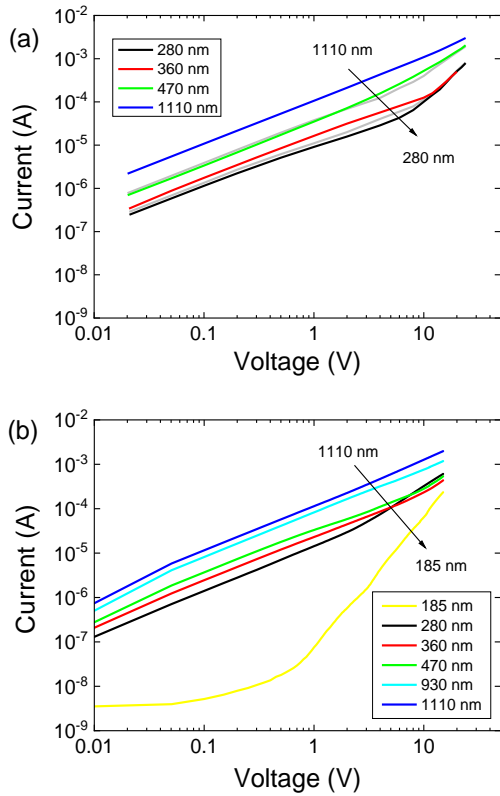 (a)
10⁻²
10⁻³
10⁻⁴
10⁻⁵
10⁻⁶
10⁻⁷
10⁻⁸
10⁻⁹
Current (A)
280 nm
360 nm
470 nm
1110 nm
1110 nm
280 nm
0.01
0.1
1
10
Voltage (V)
(b)
10⁻²
10⁻³
10⁻⁴
10⁻⁵
10⁻⁶
10⁻⁷
10⁻⁸
10⁻⁹
Current (A)
1110 nm
185 nm
185 nm
280 nm
360 nm
470 nm
930 nm
1110 nm
0.01
0.1
1
10
Voltage (V)